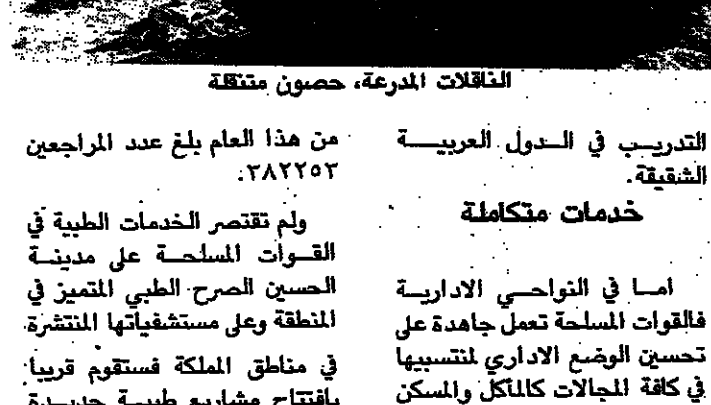 الناقلات المدرعة، حصون متنقلة
التدريب في الدول العربية
الشقيقة.
خدمات متكاملة
أما في النواحي الادارية
فالقوات المسلحة تعمل جاهدة على
تحسين الوضع الاداري لمنتسبيها
في كافة المجالات كالمأكل والمسكن
من هذا العام بلغ عدد المراجعين
٣٨٢٢٥٣.
ولم تقتصر الخدمات الطبية في
القوات المسلحة على مدينة
الحسين الصرح الطبي المتميز في
المنطقة وعلى مستشفياتها المنتشرة
في مناطق المملكة فستقوم قريبا
بافتتاح مشاريع طبية جديدة